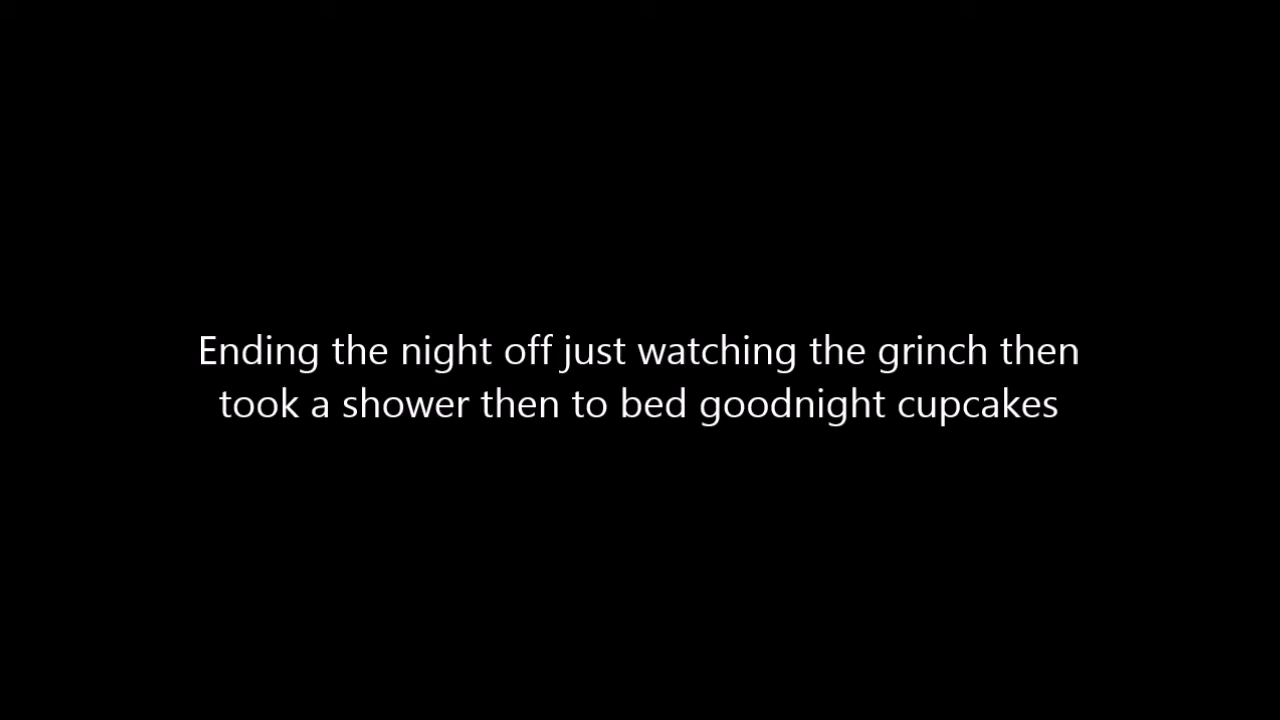 Ending the night off just watching the grinch then
took a shower then to bed goodnight cupcakes